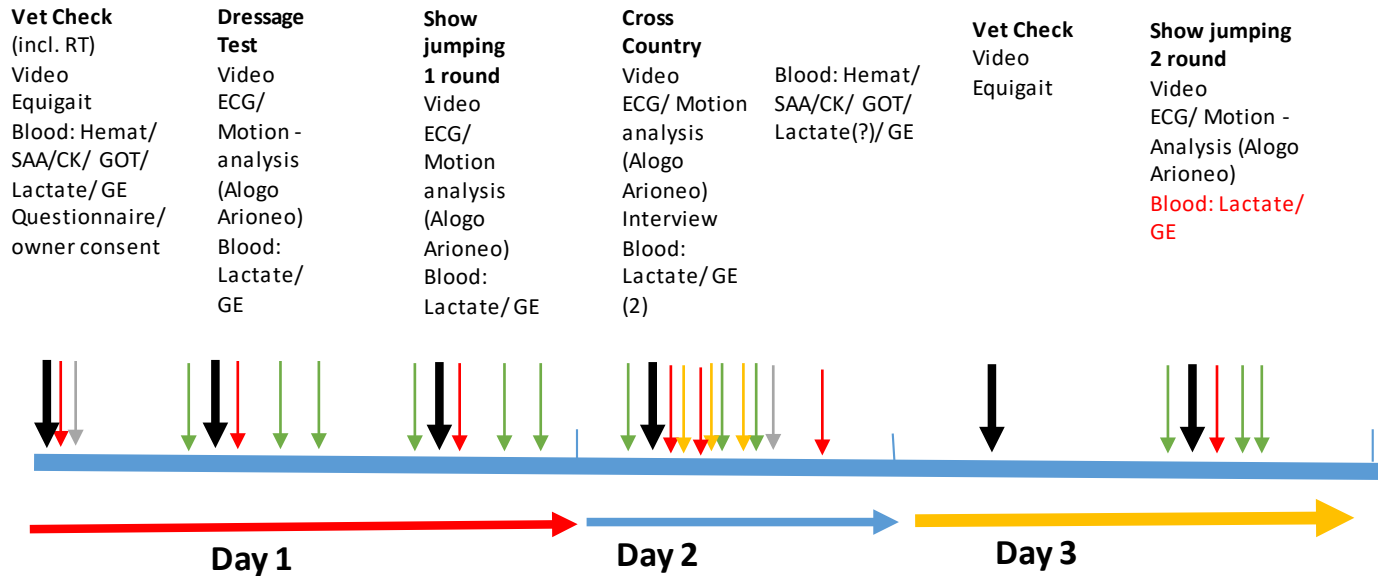 Vet Check
(incl. RT)
Video
Equigait
Blood: Hemat/
SAA/CK/ GOT/
Lactate/ GE
Questionnaire/
owner consent
Dressage
Test
Video
ECG/
Motion -
analysis
(Alogo
Arioneo)
Blood:
Lactate/
GE
Show
jumping
1 round
Video
ECG/
Motion
analysis
(Alogo
Arioneo)
Blood:
Lactate/ GE
Cross
Country
Video
ECG/ Motion
analysis
(Alogo
Arioneo)
Interview
Blood:
Lactate/ GE
(2)
Blood: Hemat/
SAA/CK/ GOT/
Lactate(?)/ GE
Vet Check
Video
Equigait
Show jumping
2 round
Video
ECG/ Motion -
Analysis (Alogo
Arioneo)
Blood: Lactate/
GE
Day 1
Day 2
Day 3